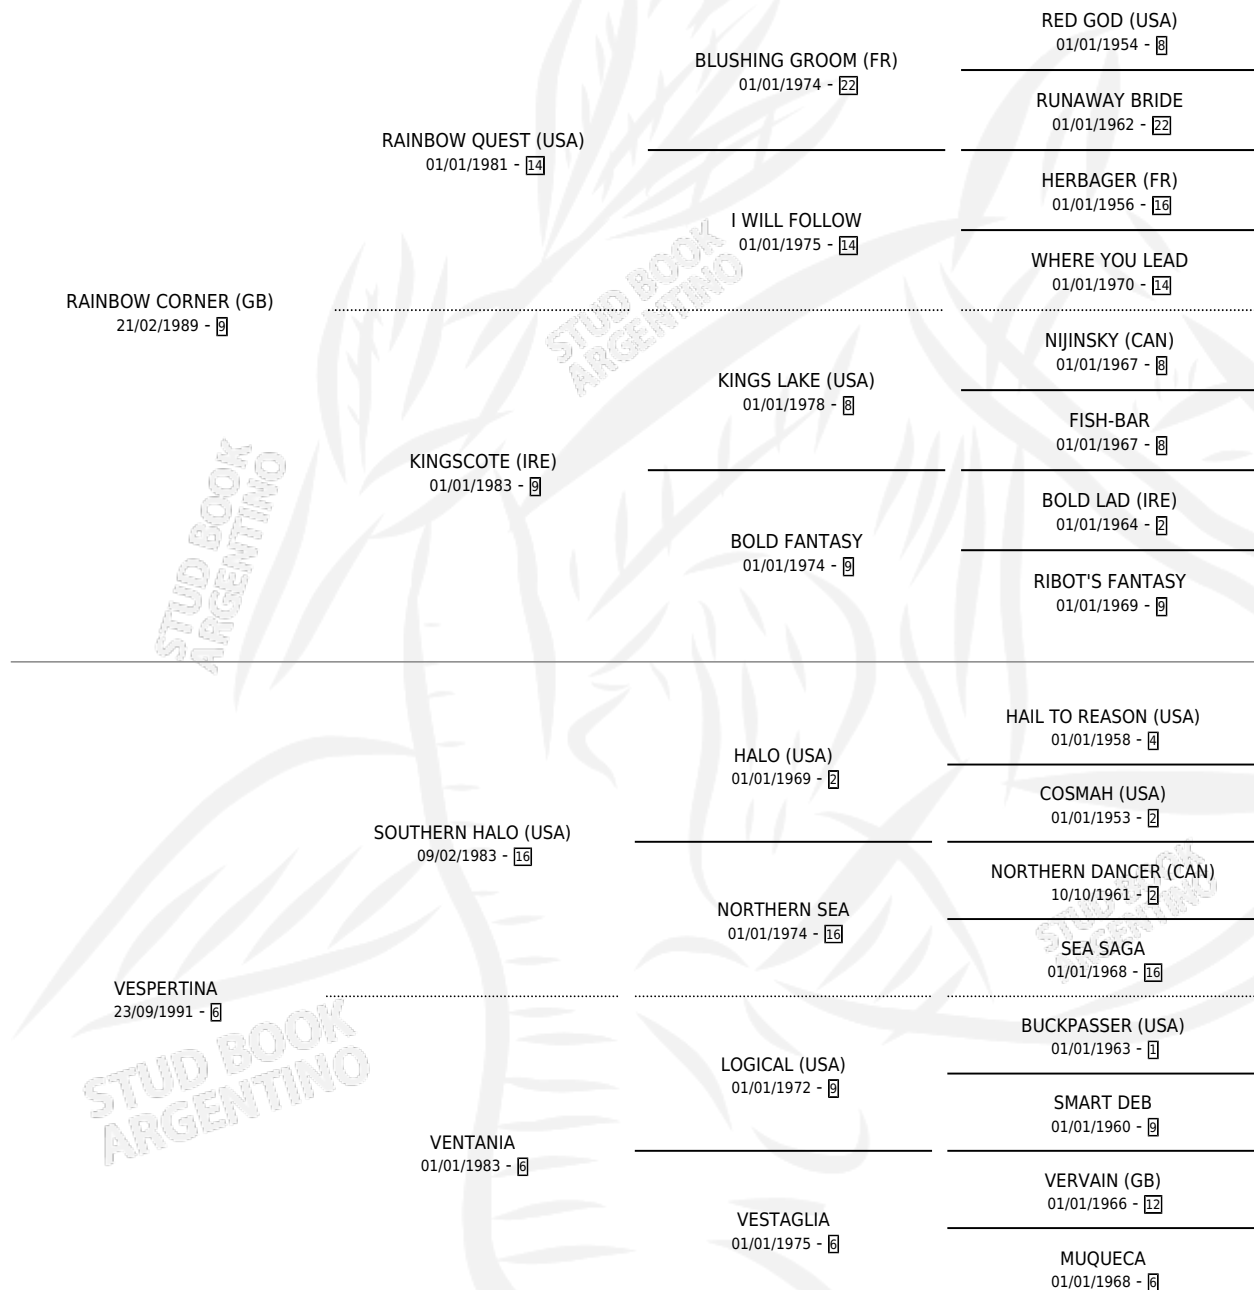 RED GOD (USA)
01/01/1954 - 8
BLUSHING GROOM (FR)
01/01/1974 - 22
RUNAWAY BRIDE
01/01/1962 - 22
RAINBOW QUEST (USA)
01/01/1981 - 14
HERBAGER (FR)
01/01/1956 - 16
I WILL FOLLOW
01/01/1975 - 14
WHERE YOU LEAD
01/01/1970 - 14
RAINBOW CORNER (GB)
21/02/1989 - 9
STUD BOOK
ARGENTINO
NIJINSKY (CAN)
01/01/1967 - 8
KINGS LAKE (USA)
01/01/1978 - 8
FISH-BAR
01/01/1967 - 8
KINGSCOTE (IRE)
01/01/1983 - 9
BOLD LAD (IRE)
01/01/1964 - 2
BOLD FANTASY
01/01/1974 - 9
RIBOT'S FANTASY
01/01/1969 - 9
STUD BOOK
ARGENTINO
HAIL TO REASON (USA)
01/01/1958 - 4
HALO (USA)
01/01/1969 - 2
COSMAH (USA)
01/01/1953 - 2
SOUTHERN HALO (USA)
09/02/1983 - 16
NORTHERN DANCER (CAN)
10/10/1961 - 2
STUD BOOK
ARGENTINO
NORTHERN SEA
01/01/1974 - 16
SEA SAGA
01/01/1968 - 16
VESPERTINA
23/09/1991 - 6
STUD BOOK
ARGENTINO
BUCKPASSER (USA)
01/01/1963 - 1
LOGICAL (USA)
01/01/1972 - 9
SMART DEB
01/01/1960 - 9
VENTANIA
01/01/1983 - 6
VERVAIN (GB)
01/01/1966 - 12
VESTAGLIA
01/01/1975 - 6
MUQUECA
01/01/1968 - 6